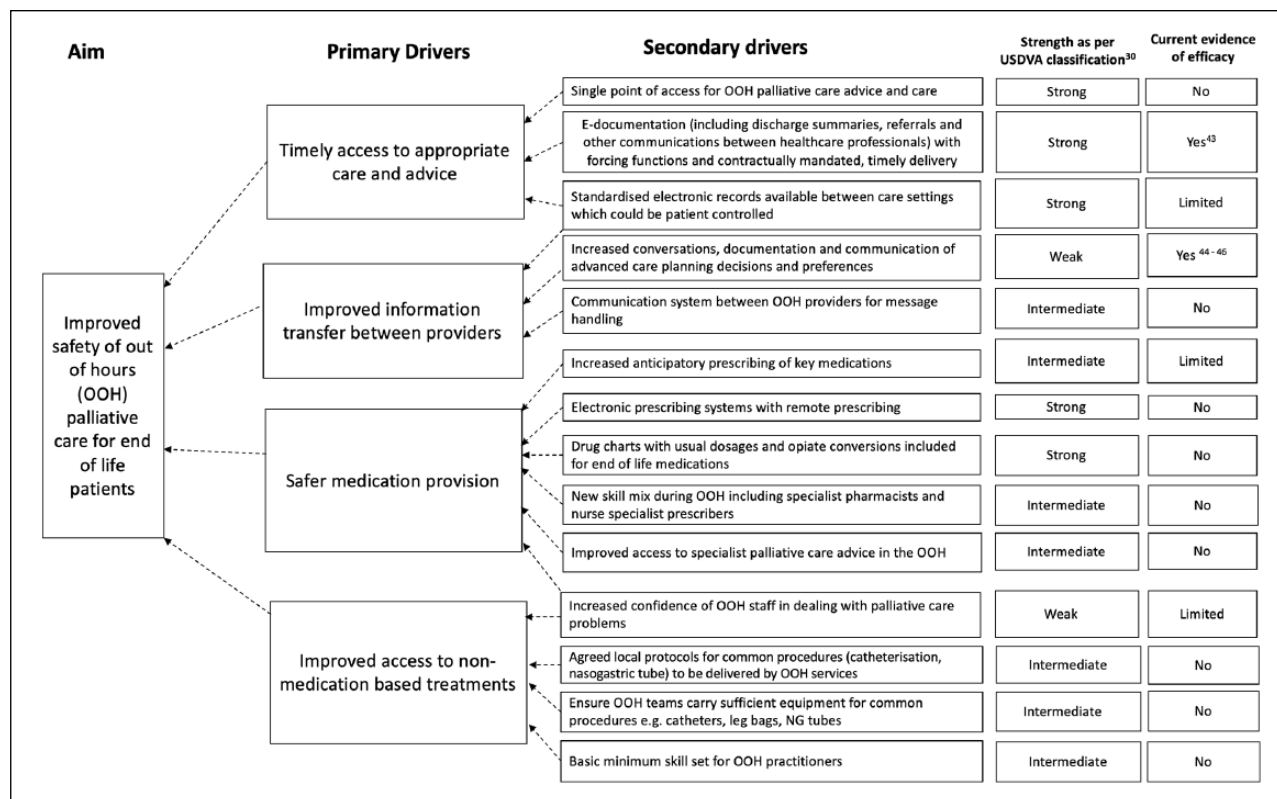 Aim
Primary Drivers
Secondary drivers
Strength as per
USDVA classification30
Current evidence
of efficacy
Improved
safety of out
of hours
(OOH)
palliative
care for end
of life
patients
Timely access to appropriate
care and advice
Improved information
transfer between providers
Safer medication provision
Improved access to non-
medication based treatments
Single point of access for OOH palliative care advice and care
Strong
No
E-documentation (including discharge summaries, referrals and
other communications between healthcare professionals) with
forcing functions and contractually mandated, timely delivery
Strong
Yes43
Standardised electronic records available between care settings
which could be patient controlled
Strong
Limited
Increased conversations, documentation and communication of
advanced care planning decisions and preferences
Weak
Yes 44-46
Communication system between OOH providers for message
handling
Intermediate
No
Increased anticipatory prescribing of key medications
Intermediate
Limited
Electronic prescribing systems with remote prescribing
Strong
No
Drug charts with usual dosages and opiate conversions included
for end of life medications
Strong
No
New skill mix during OOH including specialist pharmacists and
nurse specialist prescribers
Intermediate
No
Improved access to specialist palliative care advice in the OOH
Intermediate
No
Increased confidence of OOH staff in dealing with palliative care
problems
Weak
Limited
Agreed local protocols for common procedures (catheterisation,
nasogastric tube) to be delivered by OOH services
Intermediate
No
Ensure OOH teams carry sufficient equipment for common
procedures e.g. catheters, leg bags, NG tubes
Intermediate
No
Basic minimum skill set for OOH practitioners
Intermediate
No